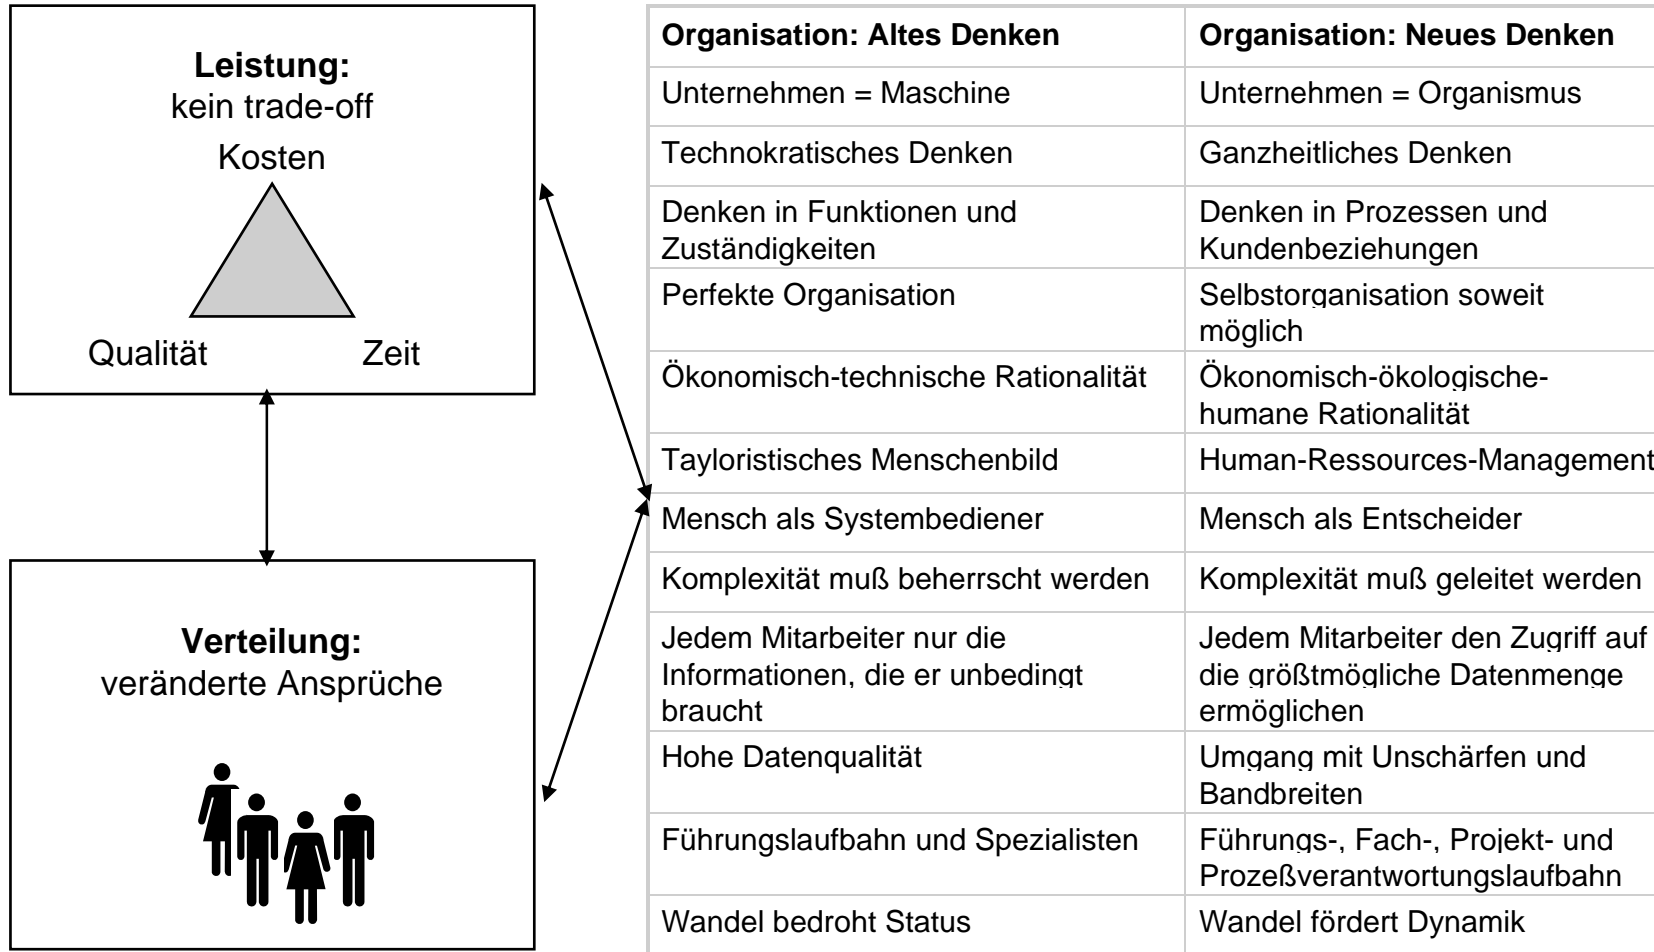 Leistung:
kein trade-off
Kosten
Qualität Zeit
Verteilung:
veränderte Ansprüche
Organisation: Altes Denken
Organisation: Neues Denken
Unternehmen = Maschine
Unternehmen = Organismus
Technokratisches Denken
Ganzheitliches Denken
Denken in Funktionen und
Zuständigkeiten
Denken in Prozessen und
Kundenbeziehungen
Perfekte Organisation
Selbstorganisation soweit
möglich
Ökonomisch-technische Rationalität
Ökonomisch-ökologische-
humane Rationalität
Tayloristisches Menschenbild
Human-Ressources-Management
Mensch als Systembediener
Mensch als Entscheider
Komplexität muß beherrscht werden
Komplexität muß geleitet werden
Jedem Mitarbeiter nur die
Informationen, die er unbedingt
braucht
Jedem Mitarbeiter den Zugriff auf
die größtmögliche Datenmenge
ermöglichen
Hohe Datenqualität
Umgang mit Unschärfen und
Bandbreiten
Führungslaufbahn und Spezialisten
Führungs-, Fach-, Projekt- und
Prozeßverantwortungslaufbahn
Wandel bedroht Status
Wandel fördert Dynamik